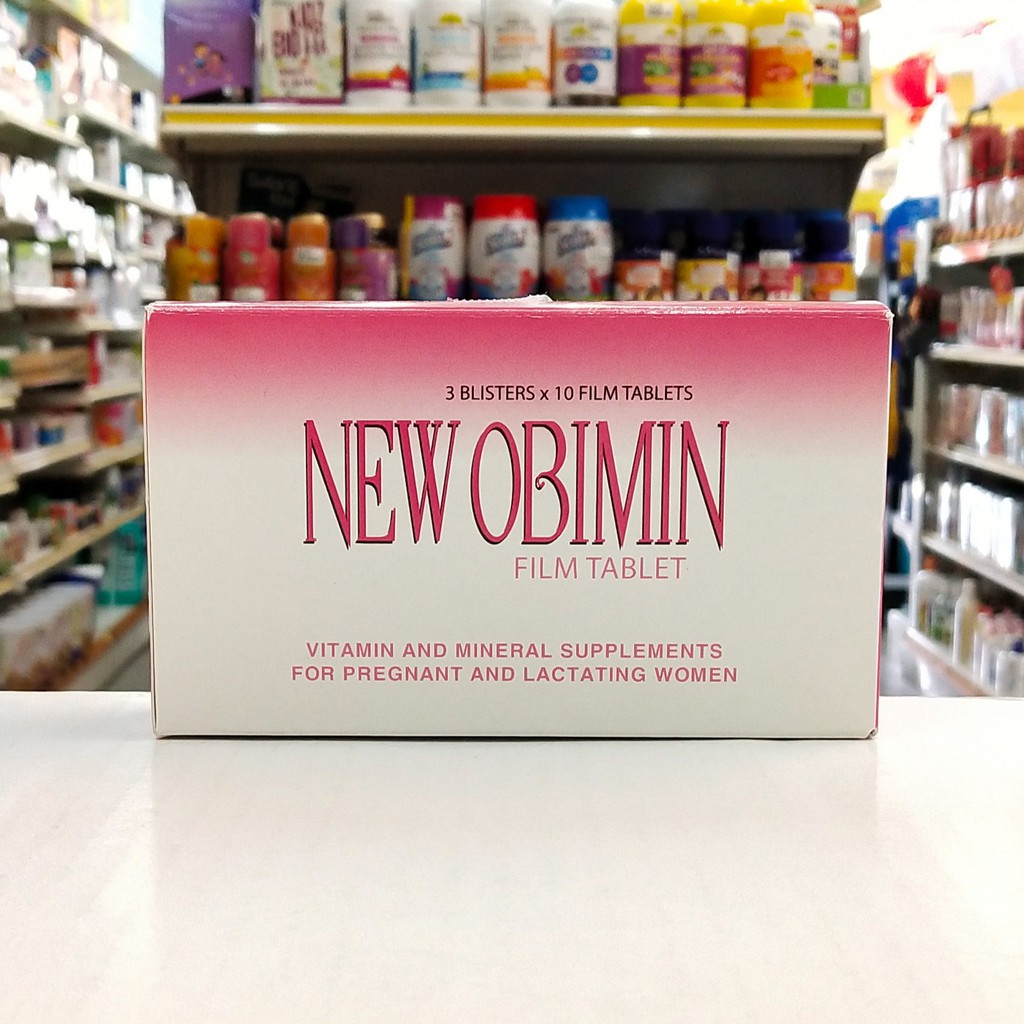 3 BLISTERS x 10 FILM TABLETS
NEW OBIMIN
FILM TABLET
VITAMIN AND MINERAL SUPPLEMENTS
FOR PREGNANT AND LACTATING WOMEN